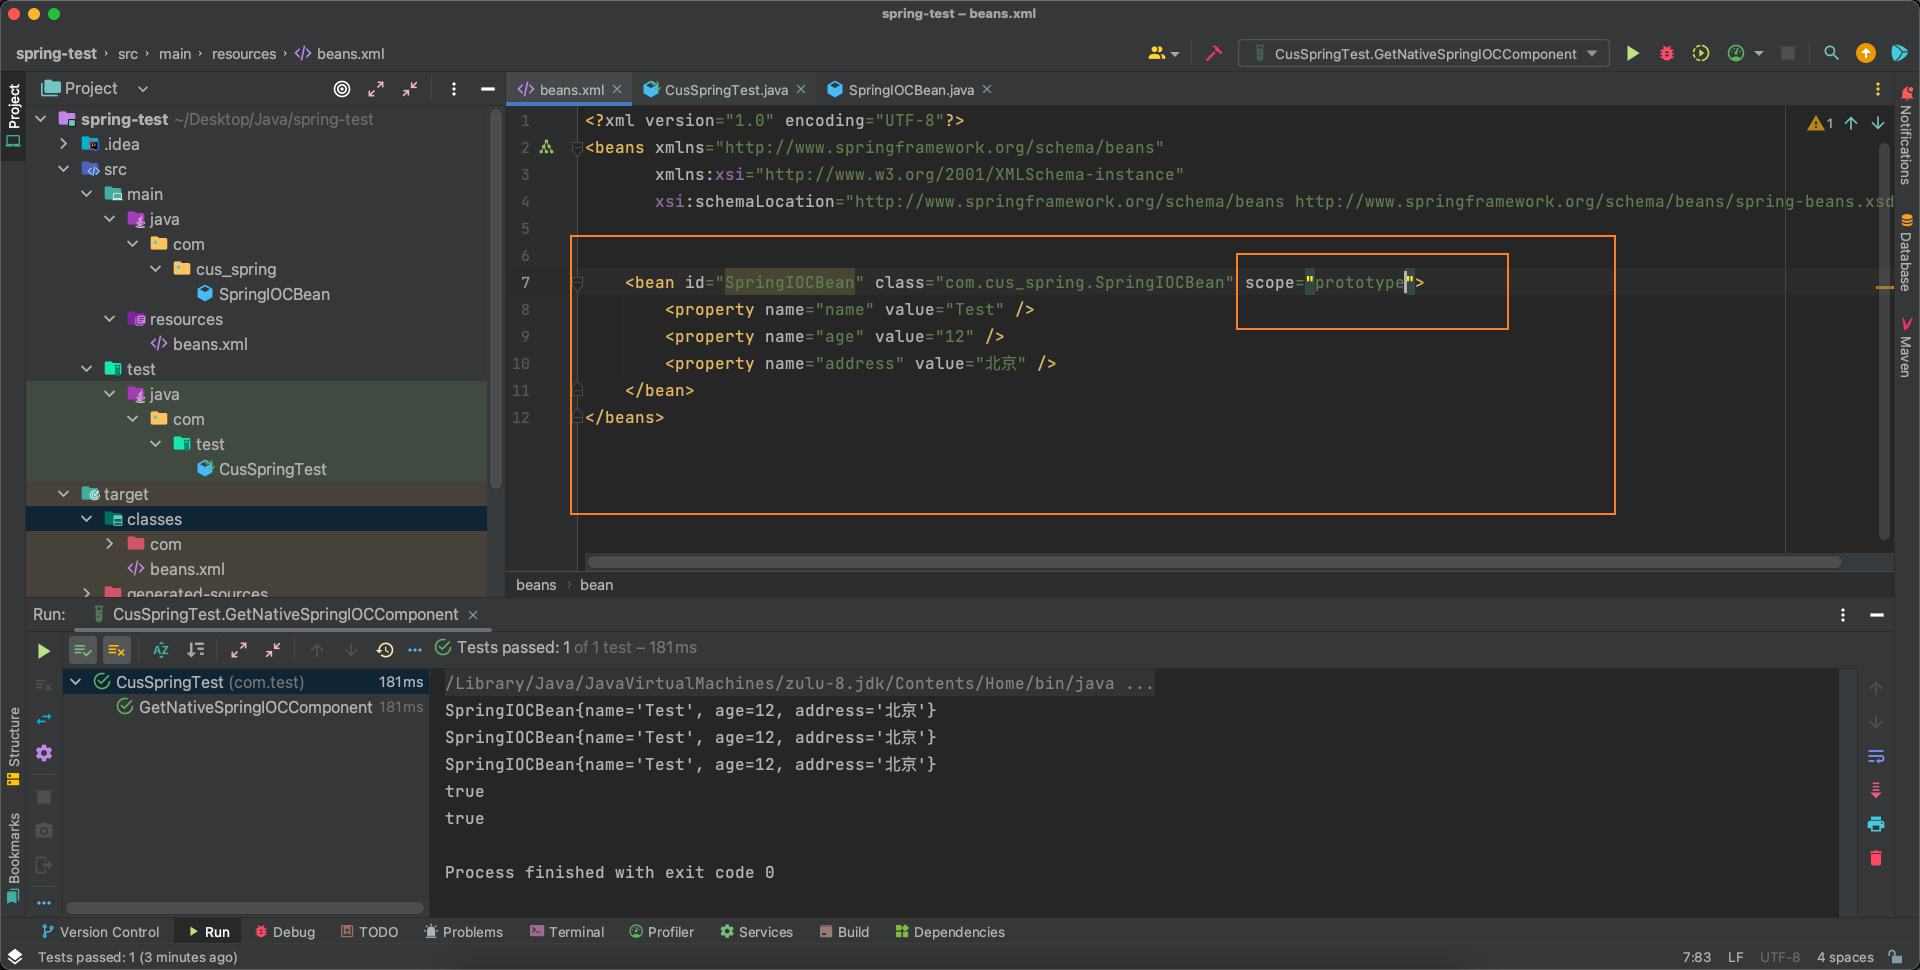 spring-test – beans.xml
spring-test › src › main › resources › beans.xml
CusSpringTest.GetNativeSpringIOCComponent
Project
beans.xml
CusSpringTest.java
SpringIOCBean.java
Project
spring-test ~/Desktop/Java/spring-test
.idea
src
main
java
com
cus_spring
SpringIOCBean
resources
beans.xml
test
java
com
test
CusSpringTest
target
classes
com
beans.xml
generated-sources
1 <?xml version="1.0" encoding="UTF-8"?>
2 <beans xmlns="http://www.springframework.org/schema/beans"
3 xmlns:xsi="http://www.w3.org/2001/XMLSchema-instance"
4 xsi:schemaLocation="http://www.springframework.org/schema/beans http://www.springframework.org/schema/beans/spring-beans.xsd
5
6
7 <bean id="SpringIOCBean" class="com.cus_spring.SpringIOCBean" scope="prototype">
8 <property name="name" value="Test" />
9 <property name="age" value="12" />
10 <property name="address" value="北京" />
11 </bean>
12 </beans>
1
Notifications
Database
Maven
beans › bean
Run: CusSpringTest.GetNativeSpringIOCComponent
Tests passed: 1 of 1 test – 181ms
CusSpringTest (com.test) 181ms
GetNativeSpringIOCComponent 181ms
/Library/Java/JavaVirtualMachines/zulu-8.jdk/Contents/Home/bin/java ...
SpringIOCBean{name='Test', age=12, address='北京'}
SpringIOCBean{name='Test', age=12, address='北京'}
SpringIOCBean{name='Test', age=12, address='北京'}
true
true
Process finished with exit code 0
Structure
Bookmarks
Version Control Run Debug TODO Problems Terminal Profiler Services Build Dependencies
Tests passed: 1 (3 minutes ago)
7:83 LF UTF-8 4 spaces